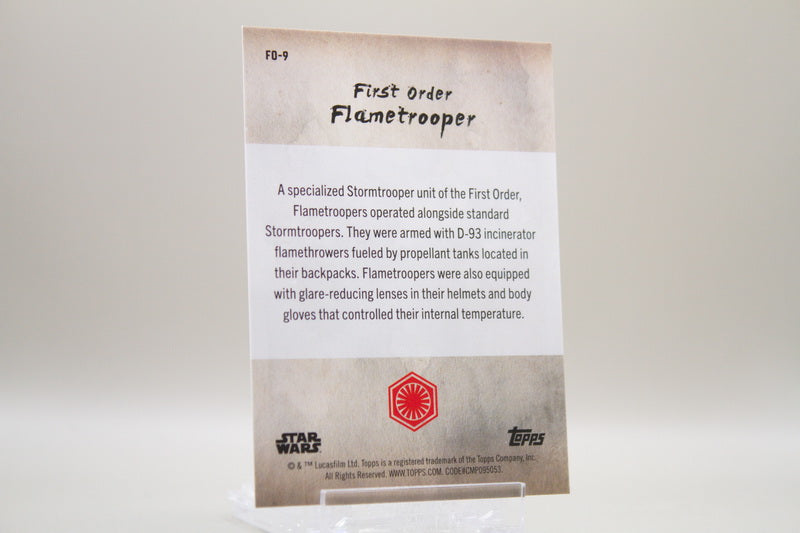 FO-9
First Order
Flametrooper
A specialized Stormtrooper unit of the First Order,
Flametroopers operated alongside standard
Stormtroopers. They were armed with D-93 incinerator
flamethrowers fueled by propellant tanks located in
their backpacks. Flametroopers were also equipped
with glare-reducing lenses in their helmets and body
gloves that controlled their internal temperature.
STAR
WARS
topps
© & ™ Lucasfilm Ltd. Topps is a registered trademark of the Topps Company, Inc.
All Rights Reserved. WWW.TOPPS.COM. CODE#CMP095053.